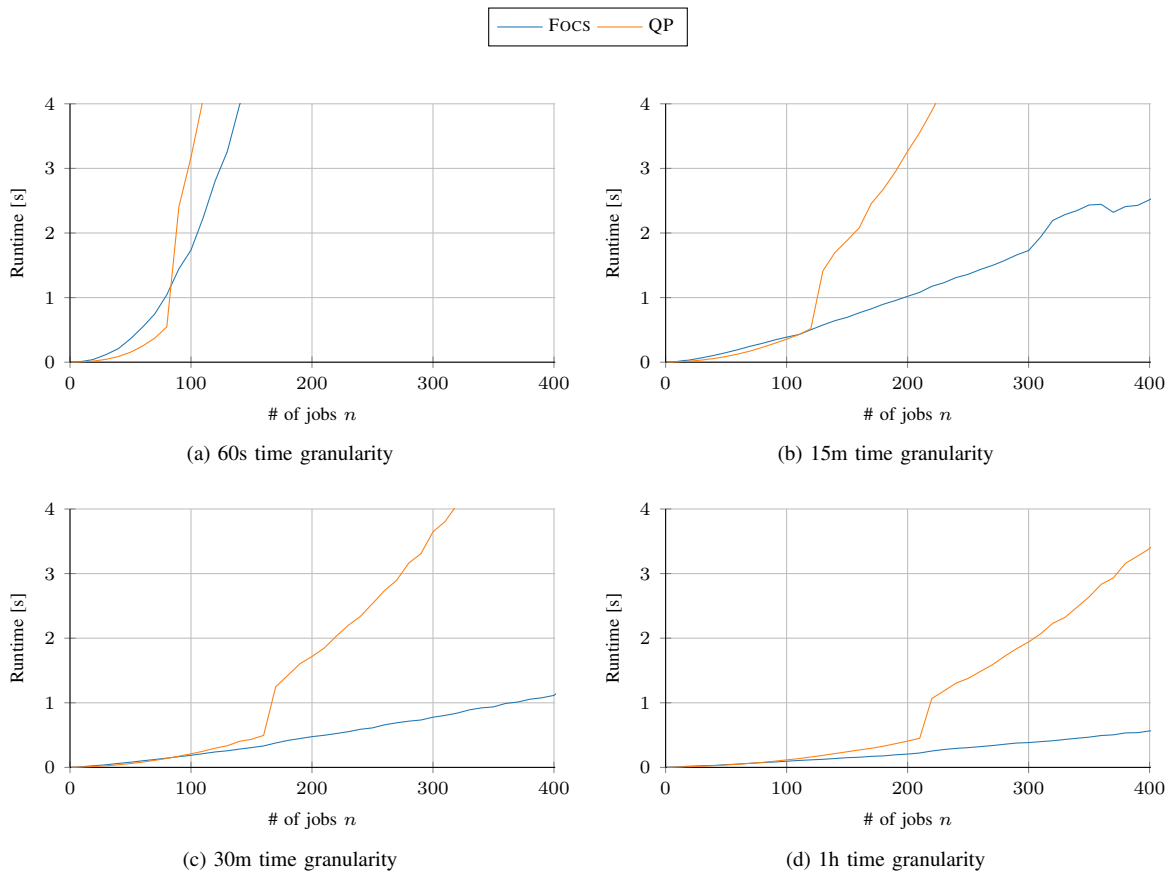 FOCS QP
4
3
2
1
0
Runtime [s]
0 100 200 300 400
# of jobs n
(a) 60s time granularity
4
3
2
1
0
Runtime [s]
0 100 200 300 400
# of jobs n
(b) 15m time granularity
4
3
2
1
0
Runtime [s]
0 100 200 300 400
# of jobs n
(c) 30m time granularity
4
3
2
1
0
Runtime [s]
0 100 200 300 400
# of jobs n
(d) 1h time granularity